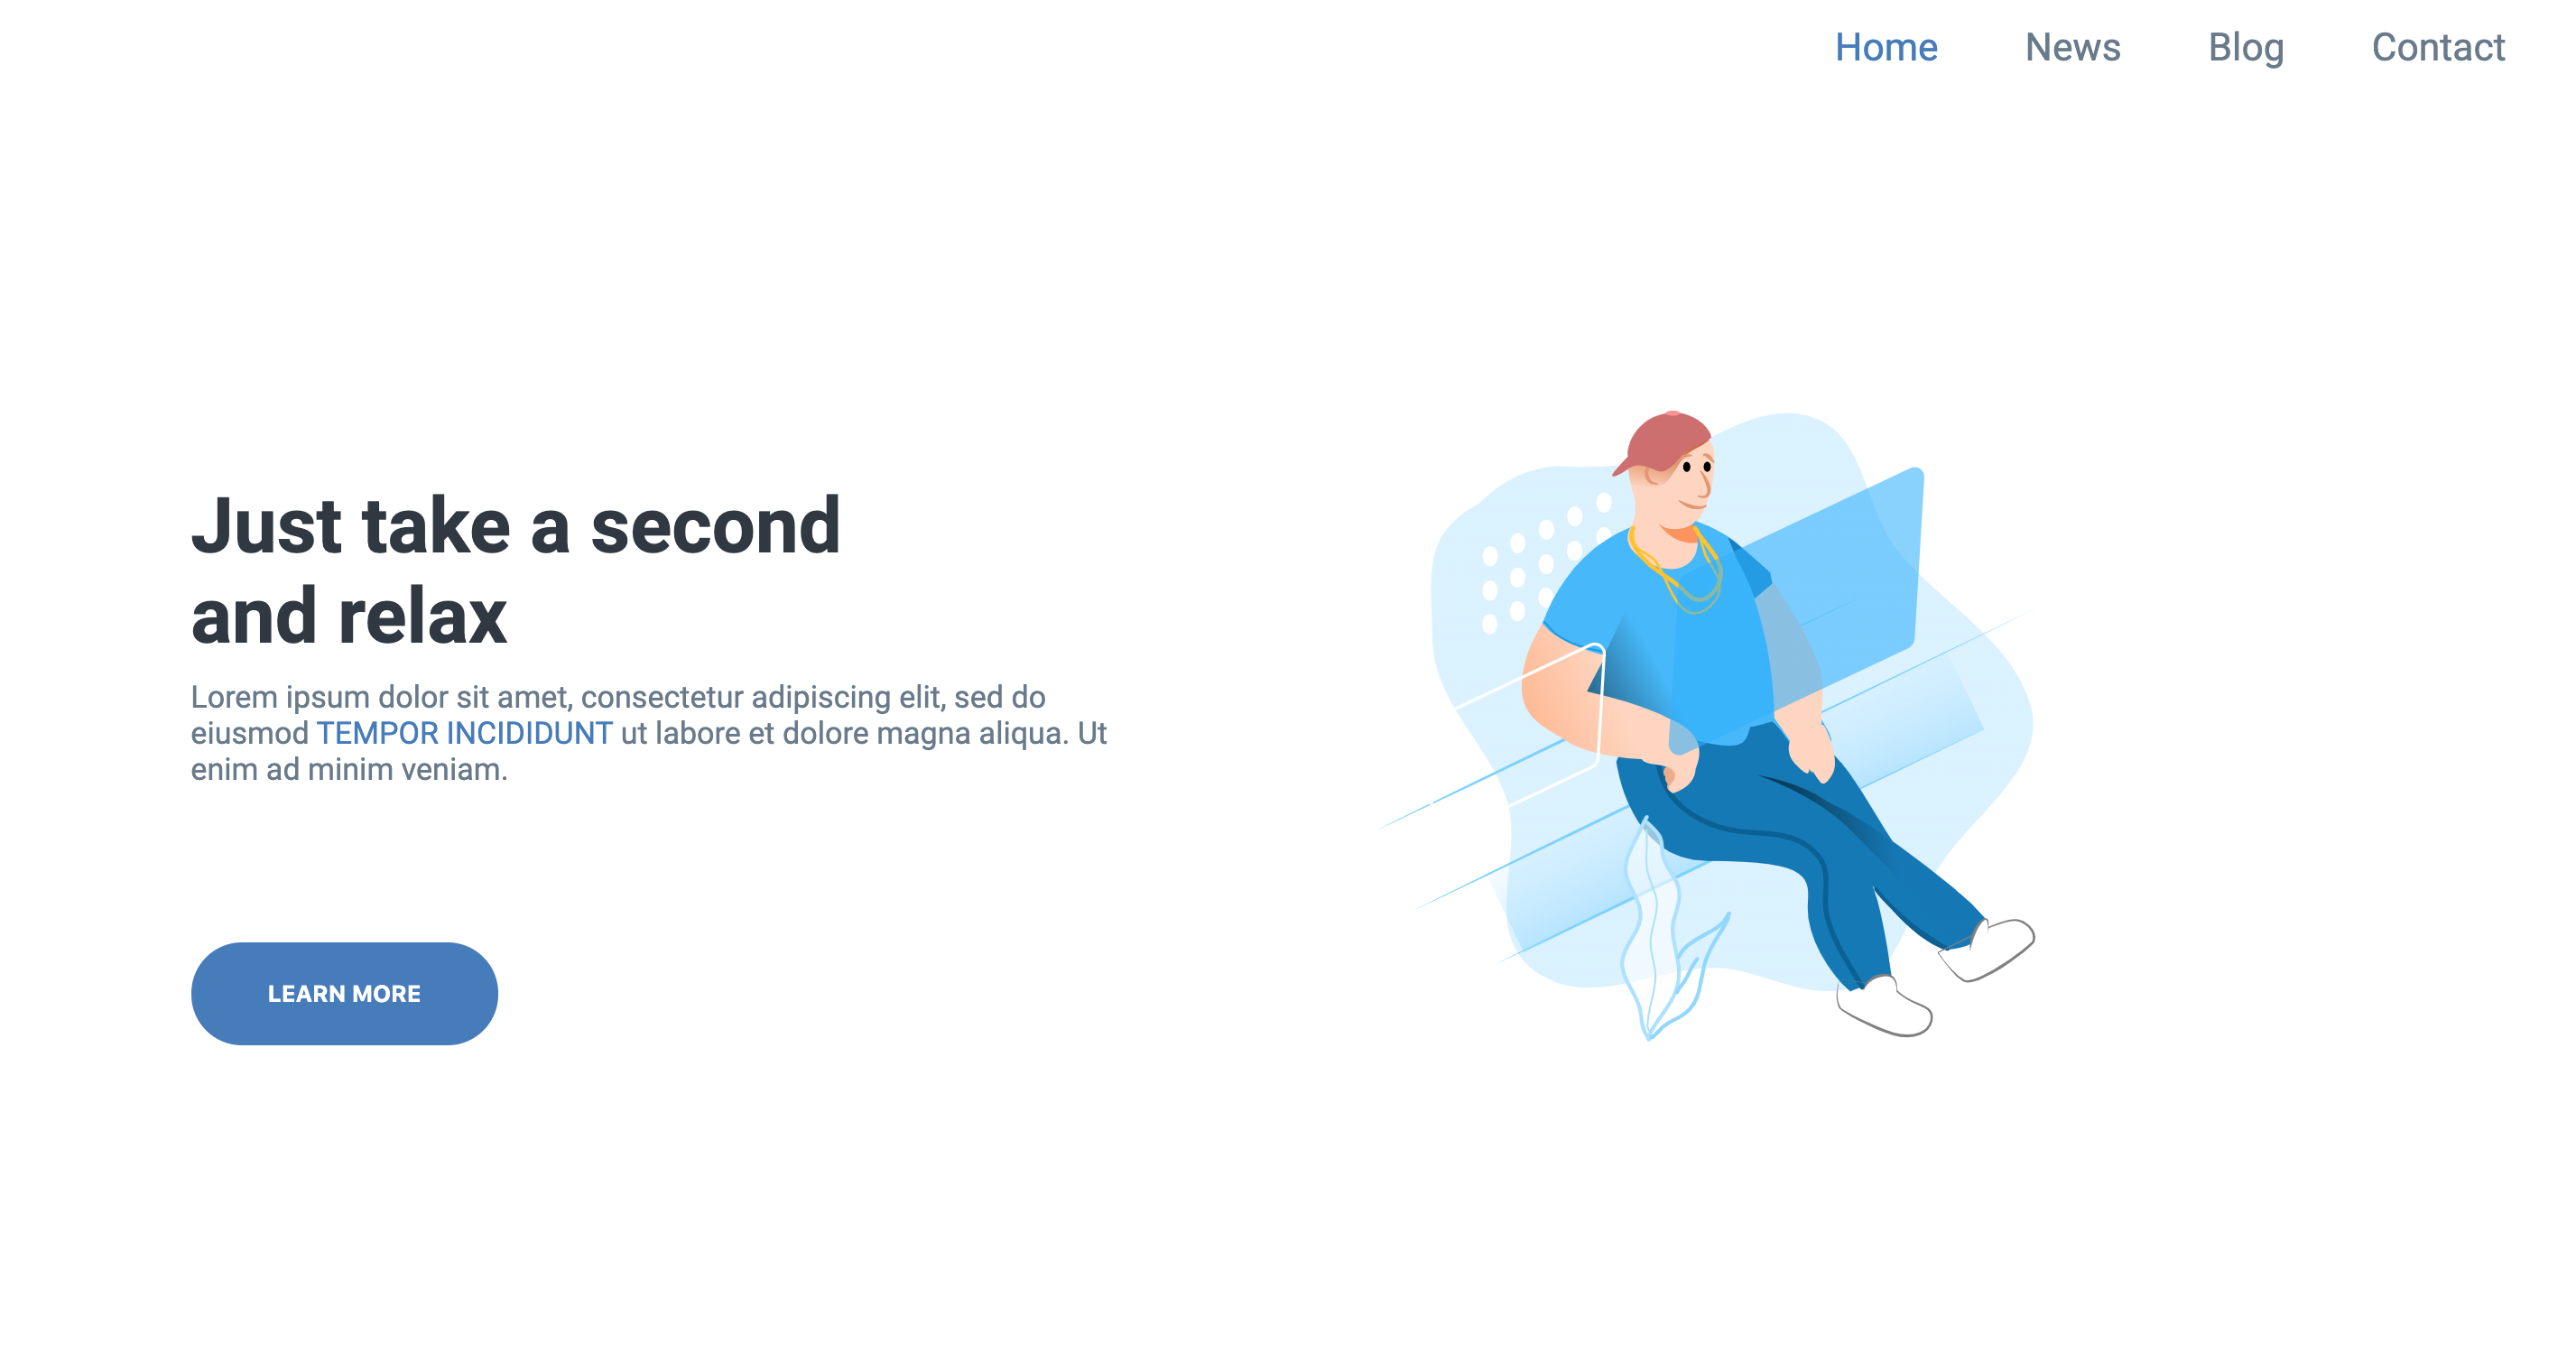 Home News Blog Contact
Just take a second
and relax
Lorem ipsum dolor sit amet, consectetur adipiscing elit, sed do
eiusmod TEMPOR INCIDIDUNT ut labore et dolore magna aliqua. Ut
enim ad minim veniam.
LEARN MORE